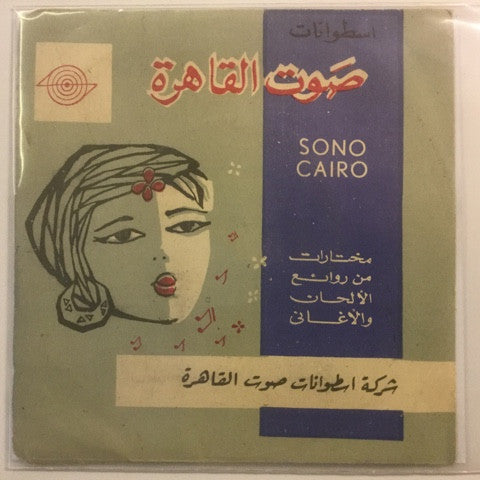 اسطوانات
صوت القاهرة
SONO
CAIRO
مختارات
من روائع
الألحان
والأغاني
شركة اسطوانات صوت القاهرة